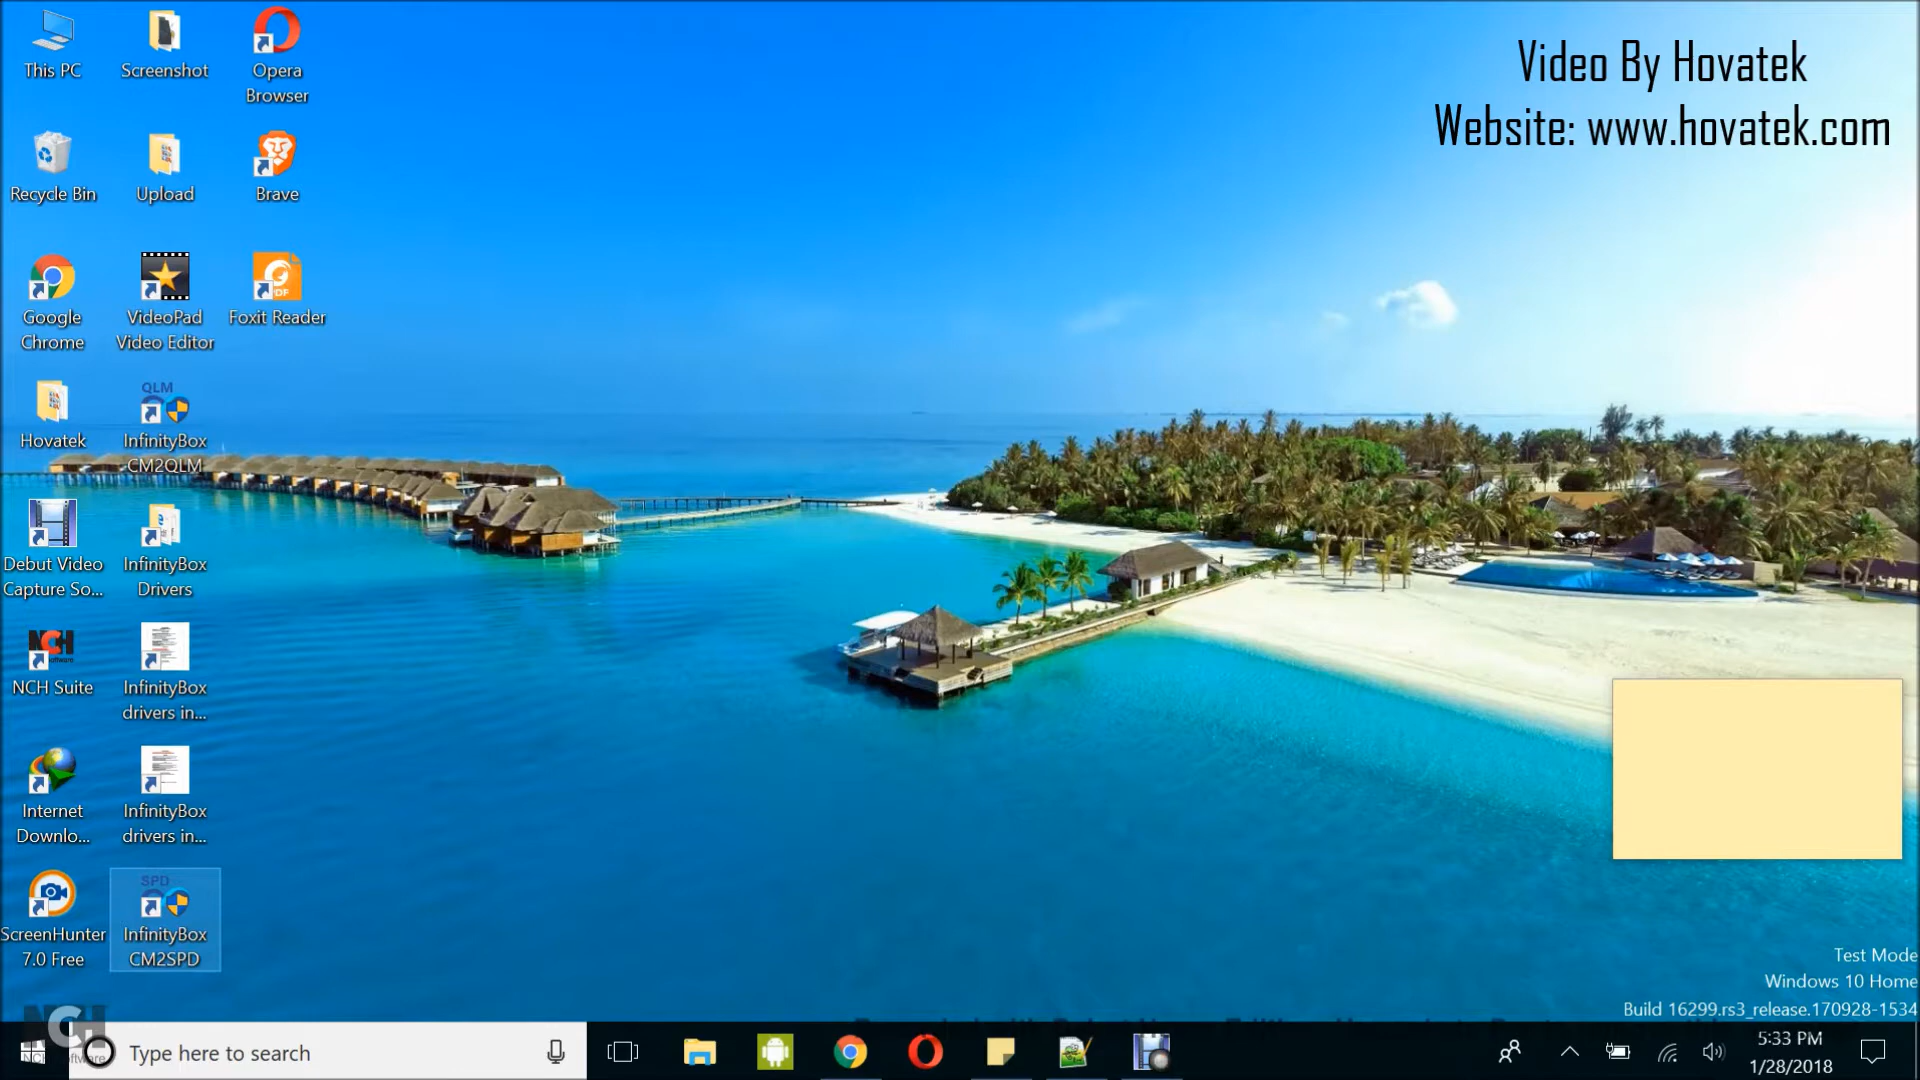 Video By Hovatek
Website: www.hovatek.com
This PC
Screenshot
Opera
Browser
Recycle Bin
Upload
Brave
Google
Chrome
VideoPad
Video Editor
Foxit Reader
PDF
Hovatek
QLM
InfinityBox
CM2QLM
Debut Video
Capture So...
InfinityBox
Drivers
NCH
NCH Suite
InfinityBox
drivers in...
Internet
Downlo...
InfinityBox
drivers in...
ScreenHunter
7.0 Free
SPD
InfinityBox
CM2SPD
Test Mode
Windows 10 Home
Build 16299.rs3_release.170928-1534
NCH
Type here to search
5:33 PM
1/28/2018